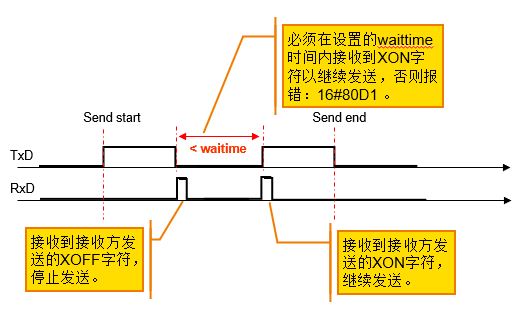 必须在设置的waittime
时间内接收到XON字
符以继续发送，否则报
错：16#80D1 。
Send start
Send end
< waitime
TxD
RxD
接收到接收方发
送的XOFF字符，
停止发送。
接收到接收方发
送的XON字符，
继续发送。